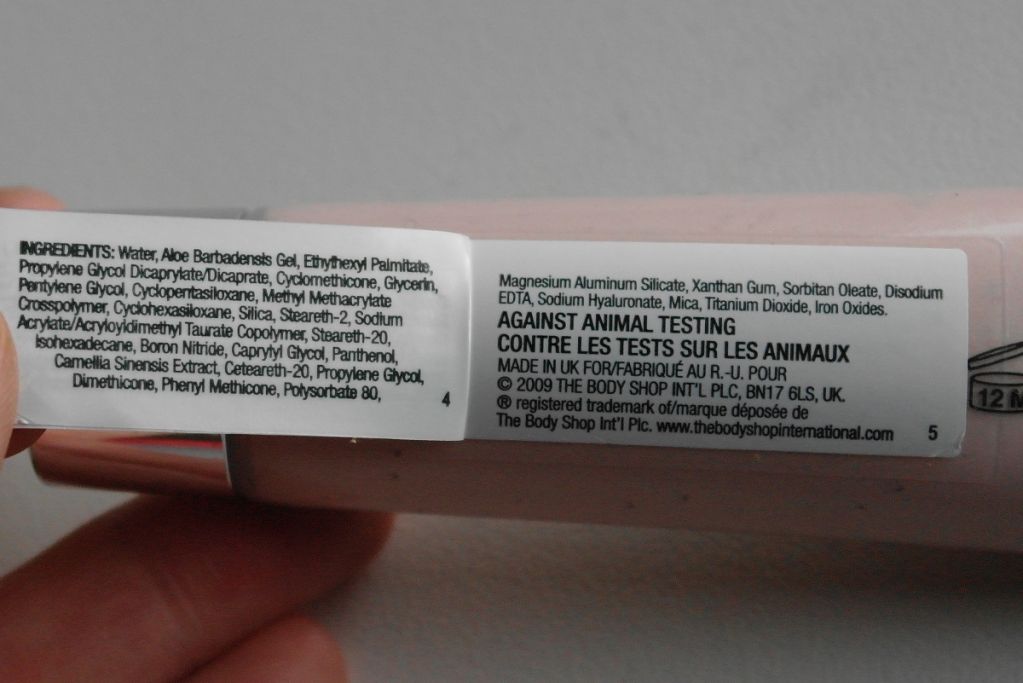 INGREDIENTS: Water, Aloe Barbadensis Gel, Ethylhexyl Palmitate,
Propylene Glycol Dicaprylate/Dicaprate, Cyclomethicone, Glycerin,
Pentylene Glycol, Cyclopentasiloxane, Methyl Methacrylate
Crosspolymer, Cyclohexasiloxane, Silica, Steareth-2, Sodium
Acrylate/Acryloyldimethyl Taurate Copolymer, Steareth-20,
Isohexadecane, Boron Nitride, Caprylyl Glycol, Panthenol,
Camellia Sinensis Extract, Ceteareth-20, Propylene Glycol,
Dimethicone, Phenyl Methicone, Polysorbate 80,
4
Magnesium Aluminum Silicate, Xanthan Gum, Sorbitan Oleate, Disodium
EDTA, Sodium Hyaluronate, Mica, Titanium Dioxide, Iron Oxides.
AGAINST ANIMAL TESTING
CONTRE LES TESTS SUR LES ANIMAUX
MADE IN UK FOR/FABRIQUÉ AU R.-U. POUR
© 2009 THE BODY SHOP INT'L PLC, BN17 6LS, UK.
® registered trademark of/marque déposée de
The Body Shop Int'l Plc. www.thebodyshopinternational.com
5
12 M